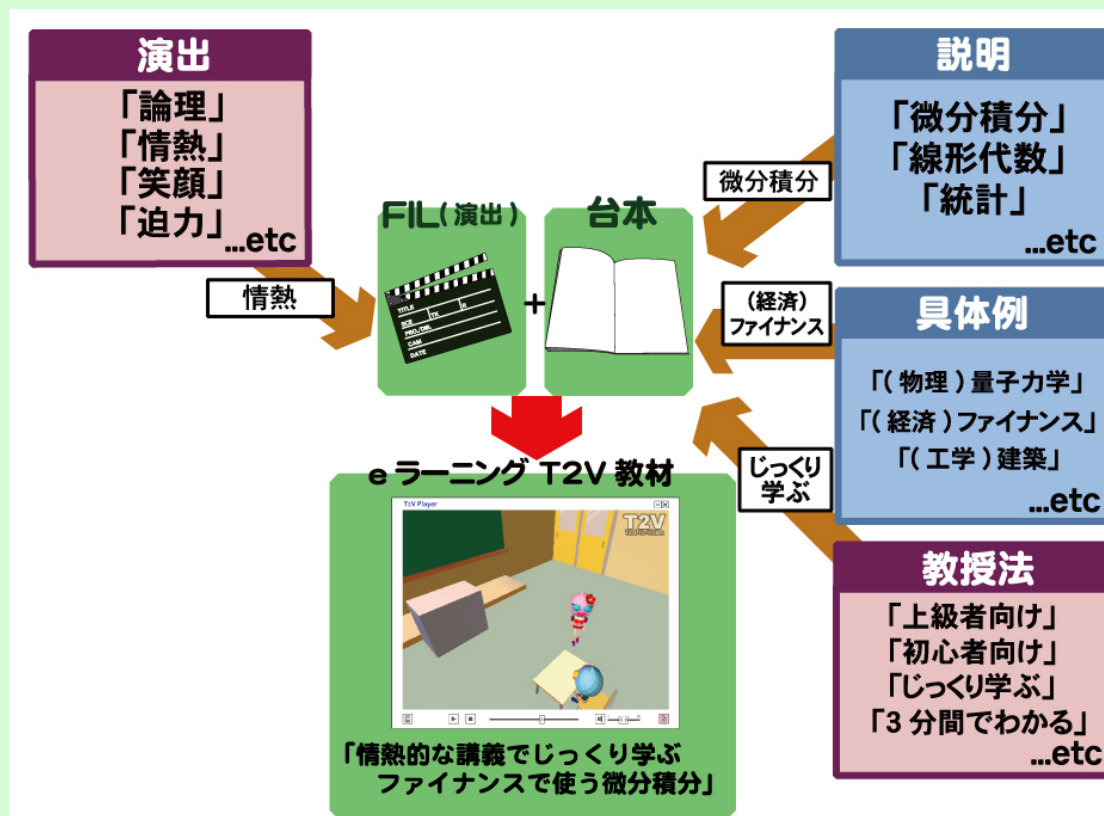 演出
「論理」
「情熱」
「笑顔」
「迫力」
...etc
情熱
FIL(演出)
TITLE
SCE TK R
PRO./DBL
CAM
DATE
+
台本
説明
「微分積分」
「線形代数」
「統計」
...etc
微分積分
具体例
「(物理)量子力学」
「(経済)ファイナンス」
「(工学)建築」
...etc
(経済)
ファイナンス
教授法
「上級者向け」
「初心者向け」
「じっくり学ぶ」
「3分間でわかる」
...etc
じっくり
学ぶ
eラーニング T2V 教材
T2V Player
T2V
「情熱的な講義でじっくり学ぶ
ファイナンスで使う微分積分」